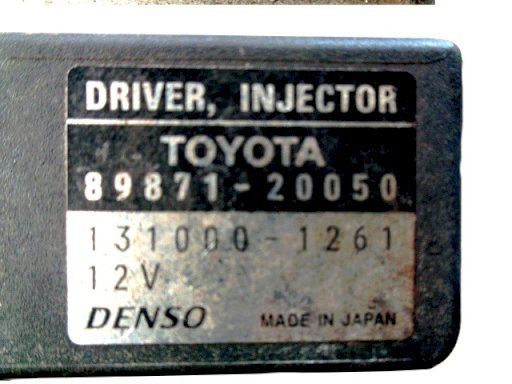 DRIVER, INJECTOR
TOYOTA
89871-20050
131000-1261
12V
DENSO MADE IN JAPAN